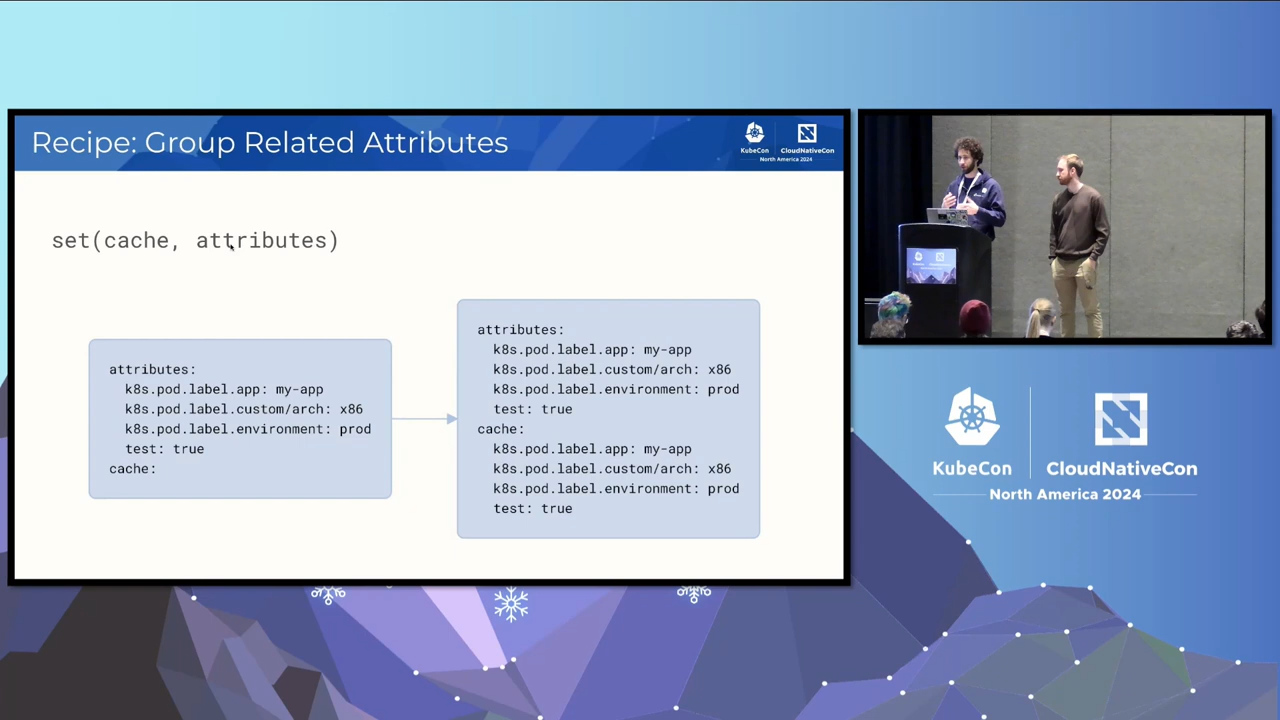 Recipe: Group Related Attributes
KubeCon
CloudNativeCon
North America 2024
set(cache, attributes)
attributes:
k8s.pod.label.app: my-app
k8s.pod.label.custom/arch: x86
k8s.pod.label.environment: prod
test: true
cache:
attributes:
k8s.pod.label.app: my-app
k8s.pod.label.custom/arch: x86
k8s.pod.label.environment: prod
test: true
cache:
k8s.pod.label.app: my-app
k8s.pod.label.custom/arch: x86
k8s.pod.label.environment: prod
test: true
KubeCon
CloudNativeCon
North America 2024